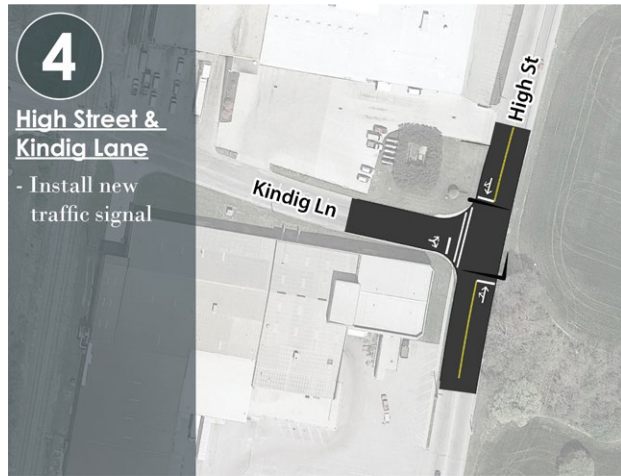 4
High Street &
Kindig Lane
- Install new
traffic signal
High St
Kindig Ln